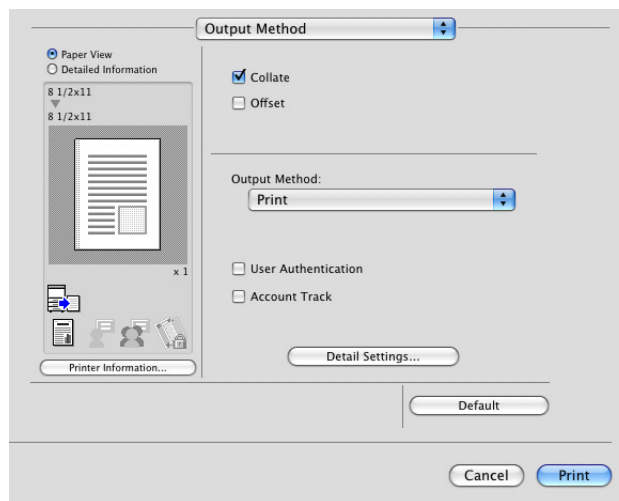 Output Method
Paper View
Detailed Information
8 1/2x11
8 1/2x11
x 1
Printer Information...
Collate
Offset
Output Method:
Print
User Authentication
Account Track
Detail Settings...
Default
Cancel
Print